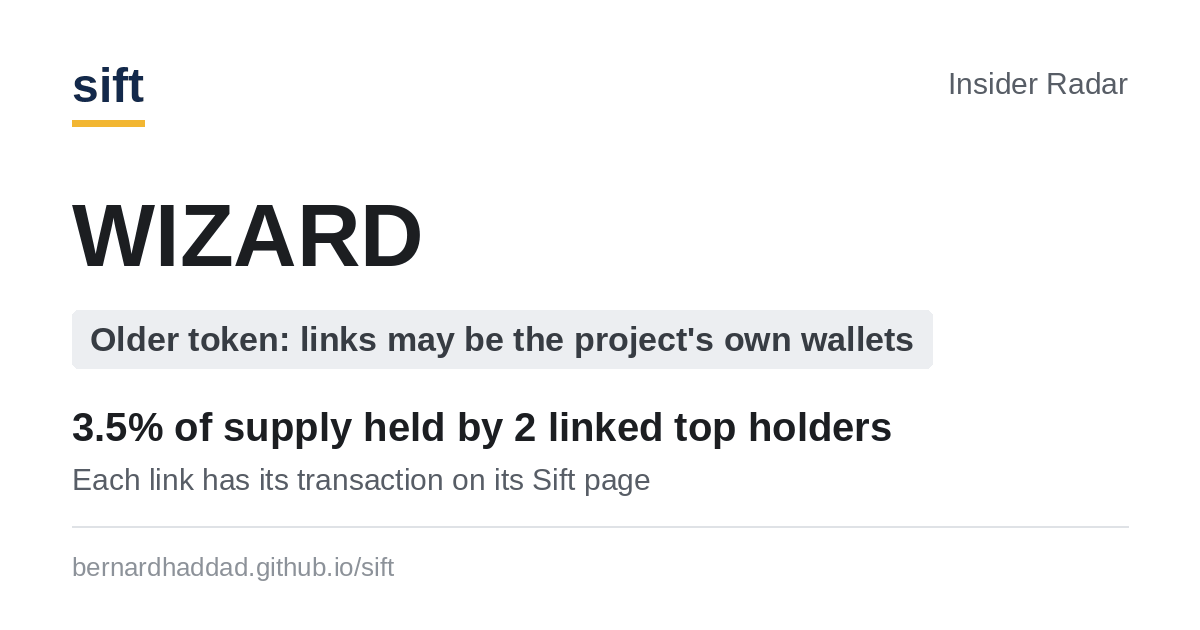 sift
Insider Radar
WIZARD
Older token: links may be the project's own wallets
3.5% of supply held by 2 linked top holders
Each link has its transaction on its Sift page
bernardhaddad.github.io/sift